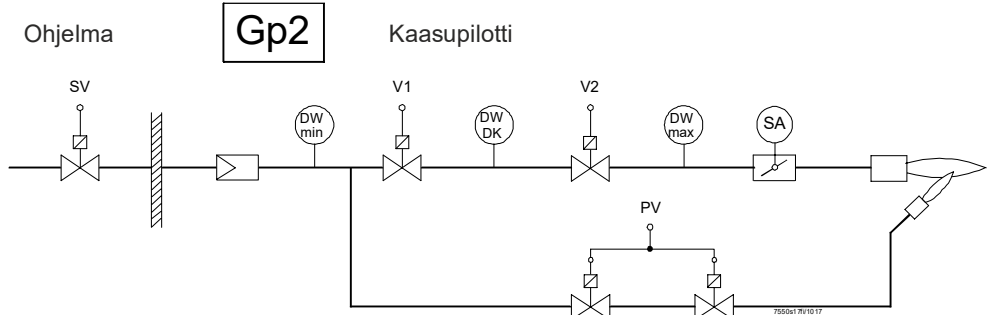 Ohjelma Gp2 Kaasupilotti
SV V1 V2
DW min
DW DK
DW max
SA
PV
7550s17fi/1017